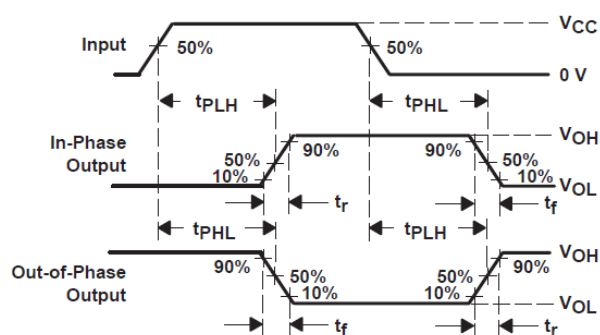 Input
50%
50%
VCC
0 V
tPLH
tPHL
In-Phase
Output
90%
50%
10%
90%
50%
10%
VOH
VOL
tr
tf
tPHL
tPLH
Out-of-Phase
Output
90%
50%
10%
90%
50%
10%
VOH
VOL
tf
tr